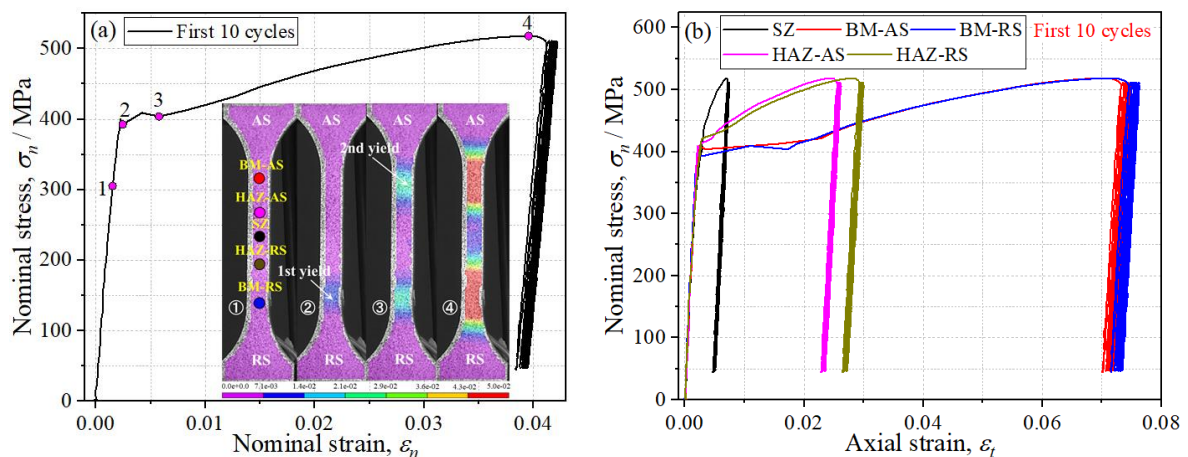 (a)
First 10 cycles
4
2
3
1
AS
AS
AS
AS
BM-AS
HAZ-AS
SZ
HAZ-RS
BM-RS
2nd yield
1st yield
①
②
③
④
RS
RS
RS
RS
0.0e+0.0
7.1e-03
1.4e-02
2.1e-02
2.9e-02
3.6e-02
4.3e-02
5.0e-02
500
400
300
200
100
0
0.00
0.01
0.02
0.03
0.04
Nominal stress, σn / MPa
Nominal strain, εn
(b)
SZ
BM-AS
BM-RS
HAZ-AS
HAZ-RS
First 10 cycles
600
500
400
300
200
100
0
0.00
0.02
0.04
0.06
0.08
Nominal stress, σn / MPa
Axial strain, εt